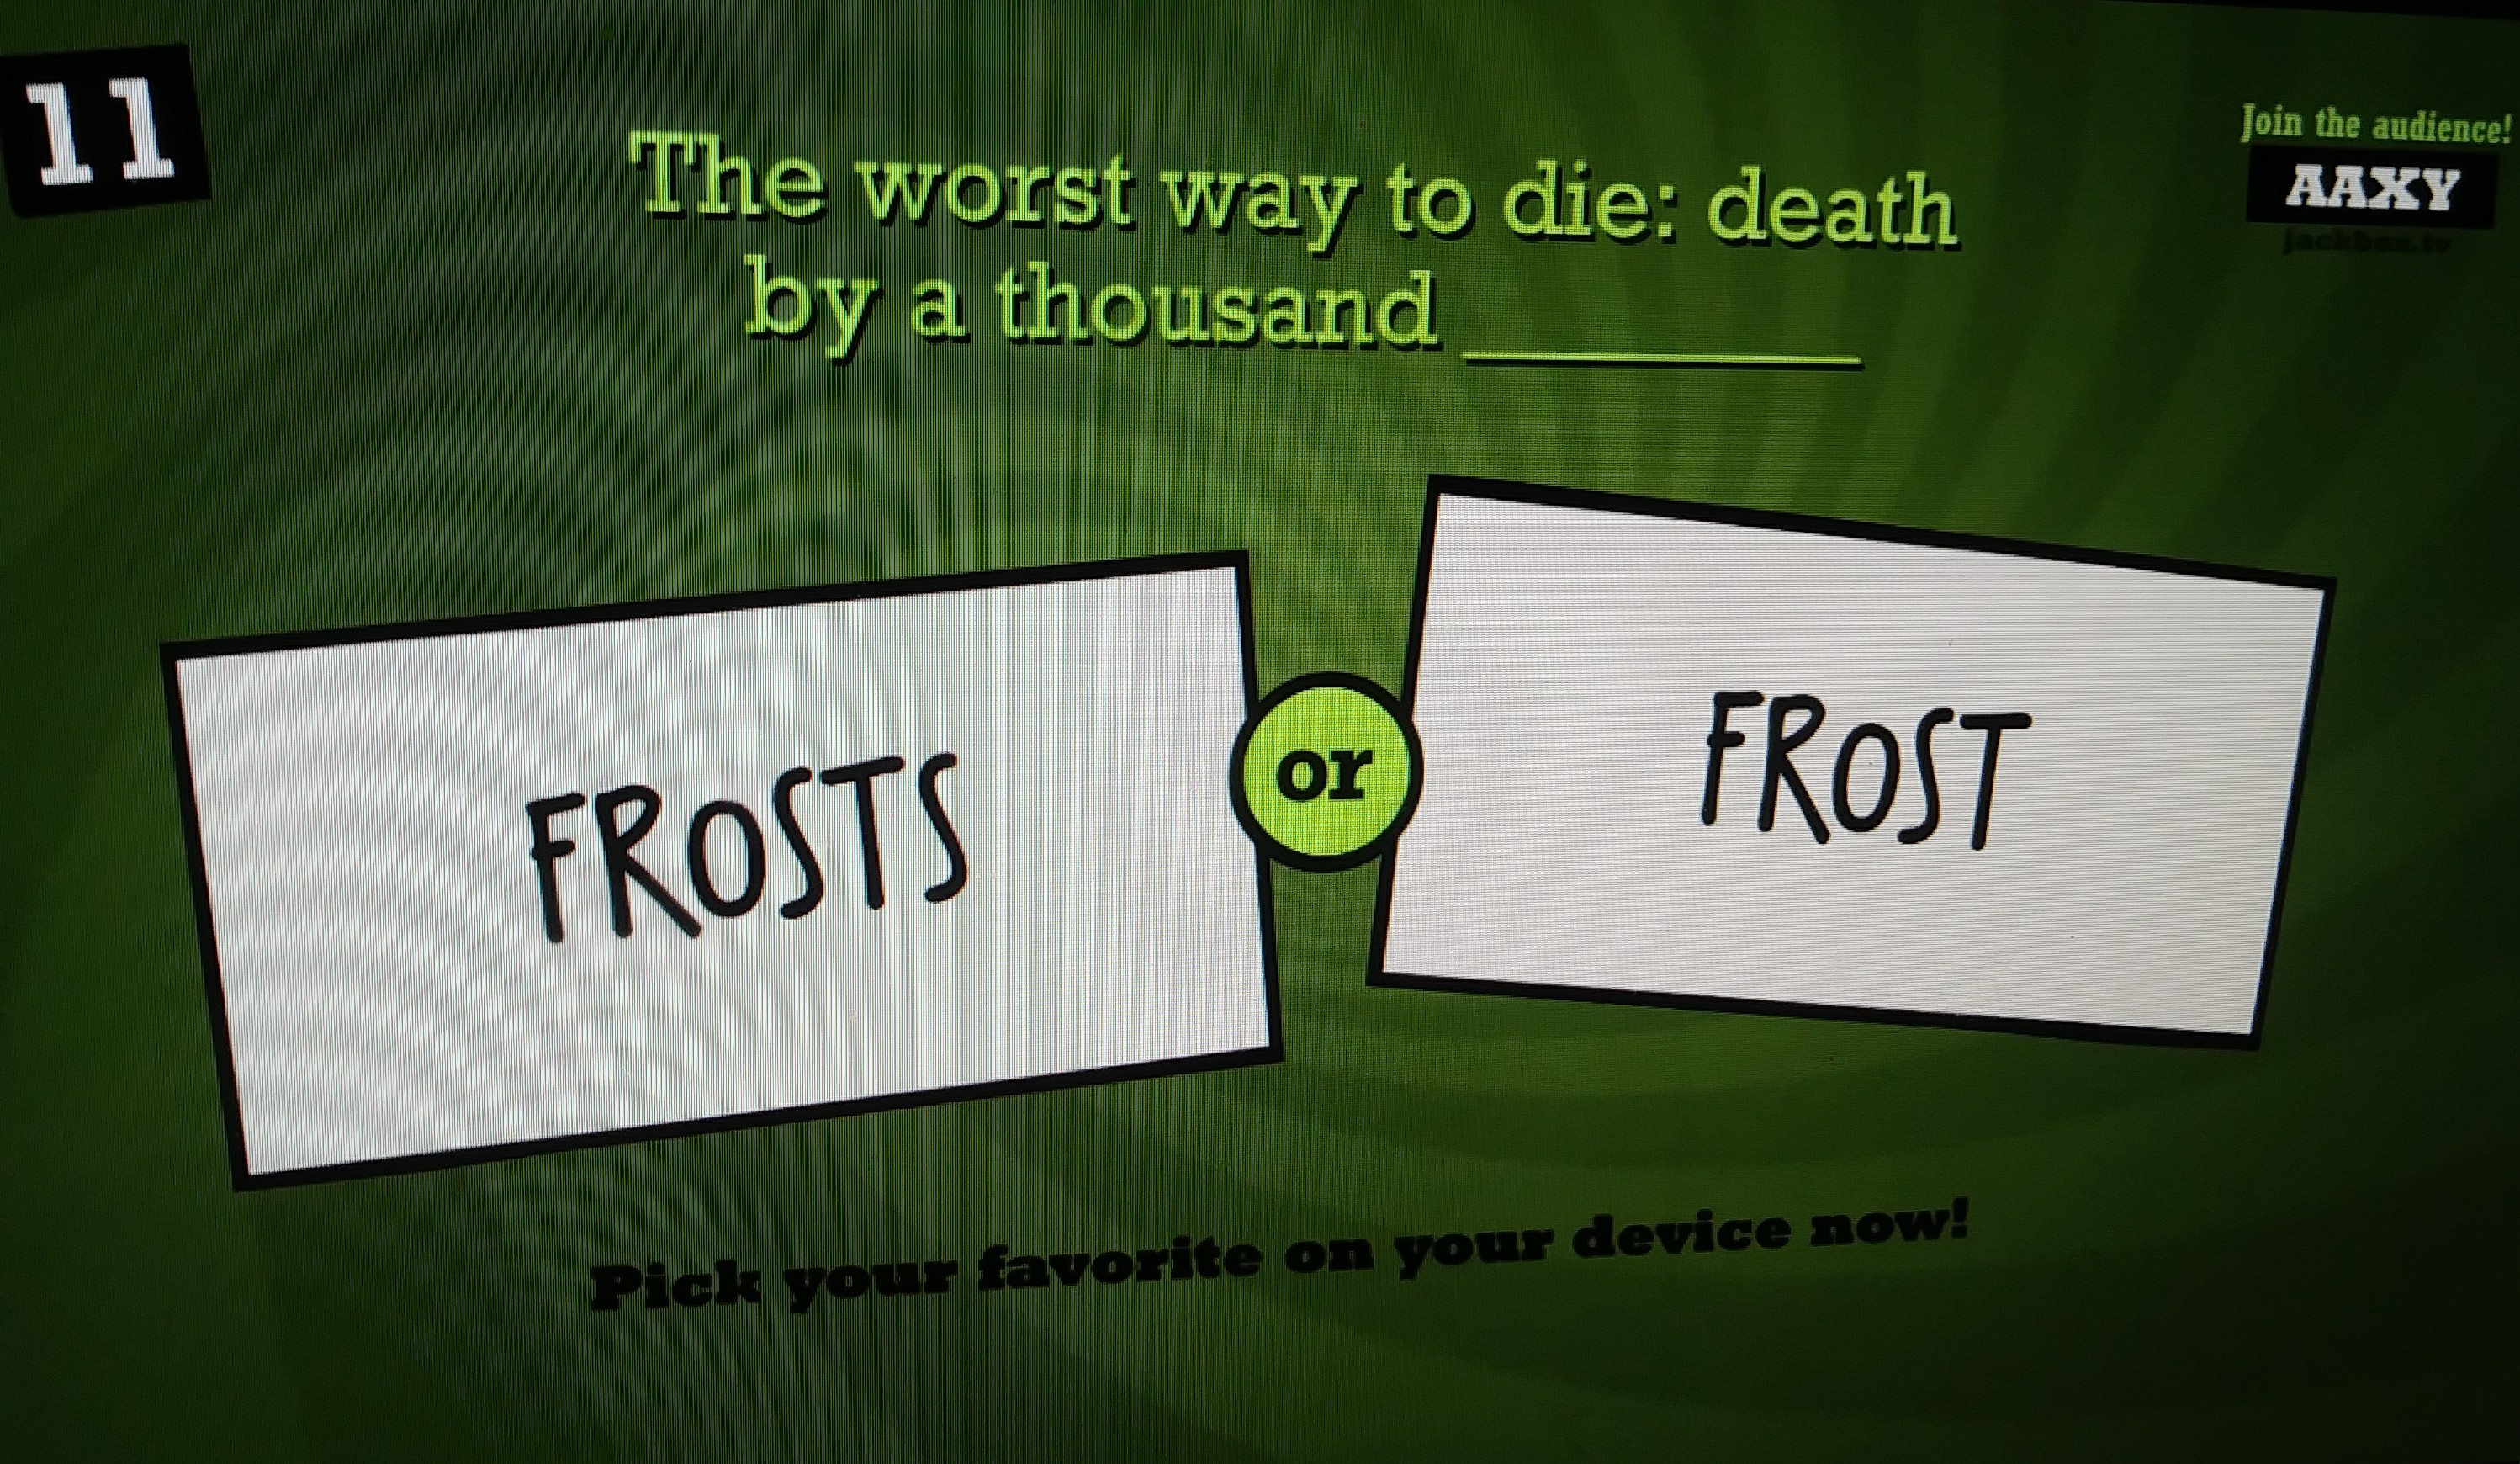 11
The worst way to die: death
by a thousand ________
Join the audience!
AAXY
jackbox.tv
FROSTS
or
FROST
Pick your favorite on your device now!